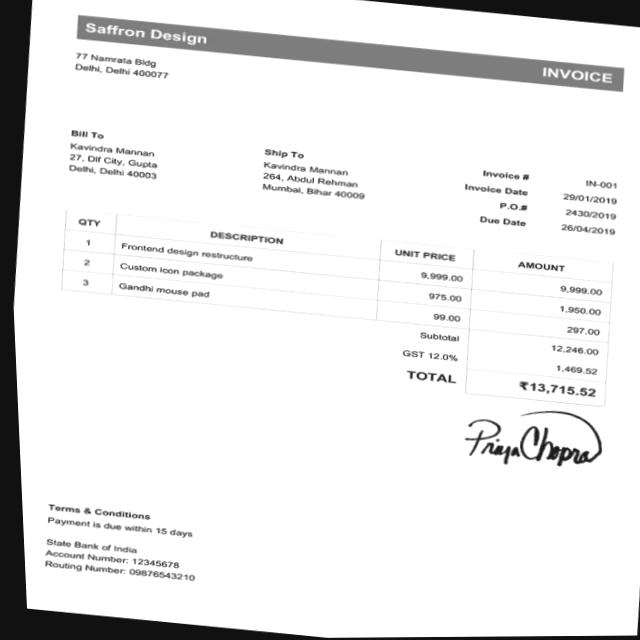 Saffron Design
INVOICE
77 Namrata Bldg
Delhi, Delhi 400077
Bill To
Kavindra Mannan
27, Dlf City, Gupta
Delhi, Delhi 40003
Ship To
Kavindra Mannan
264, Abdul Rehman
Mumbai, Bihar 40009
Invoice # IN-001
Invoice Date 29/01/2019
P.O.# 2430/2019
Due Date 26/04/2019
QTY DESCRIPTION UNIT PRICE AMOUNT
1 Frontend design restructure 9,999.00 9,999.00
2 Custom icon package 975.00 1,950.00
3 Gandhi mouse pad 99.00 297.00
Subtotal 12,246.00
GST 12.0% 1,469.52
TOTAL ₹13,715.52
Priya Chopra
Terms & Conditions
Payment is due within 15 days
State Bank of India
Account Number: 12345678
Routing Number: 09876543210